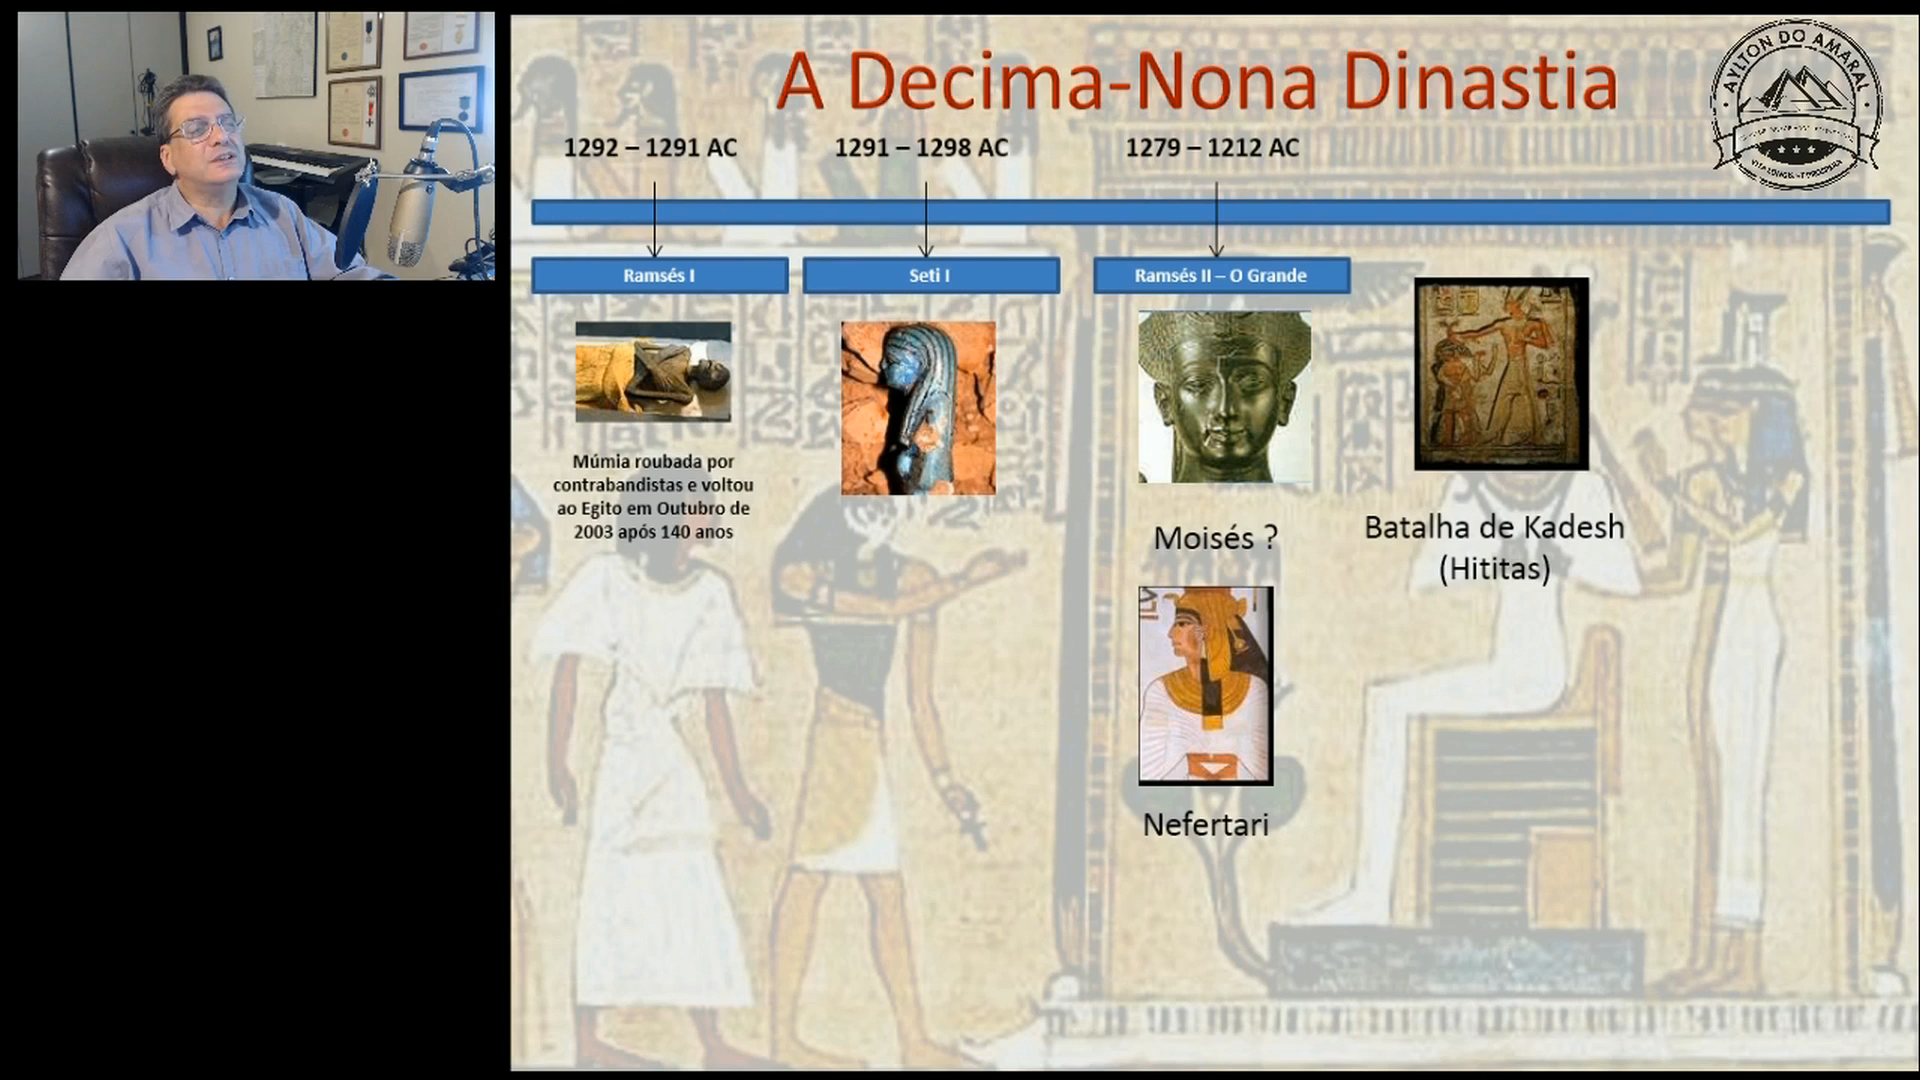 A Decima-Nona Dinastia
AYLTON DO AMARAL
1292 – 1291 AC
1291 – 1298 AC
1279 – 1212 AC
Ramsés I
Seti I
Ramsés II – O Grande
Múmia roubada por
contrabandistas e voltou
ao Egito em Outubro de
2003 após 140 anos
Moisés ?
Batalha de Kadesh
(Hititas)
Nefertari